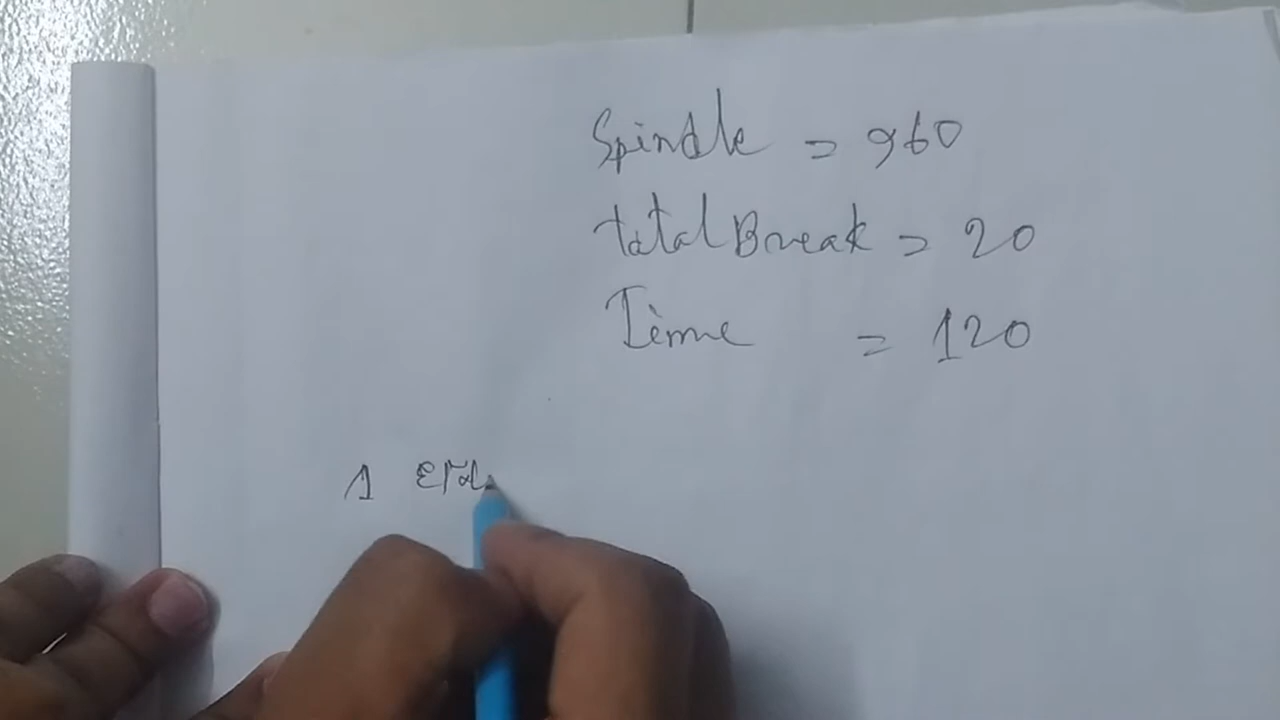 Spindle = 960
total Break = 20
Time = 120
1